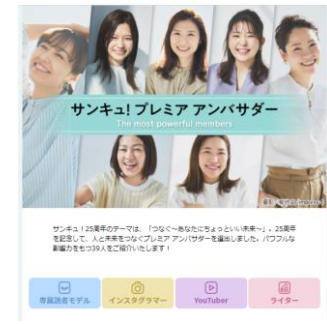 サンキュ! プレミア アンバサダー
The most powerful members
サンキュ！25周年のテーマは、「つなぐ～あなたにちょっといい未来～」。25周年
を記念して、人と未来をつなぐプレミア アンバサダーを選出しました。パワフルな
影響力をもつ39人をご紹介いたします！
専属読者モデル
インスタグラマー
YouTuber
ライター